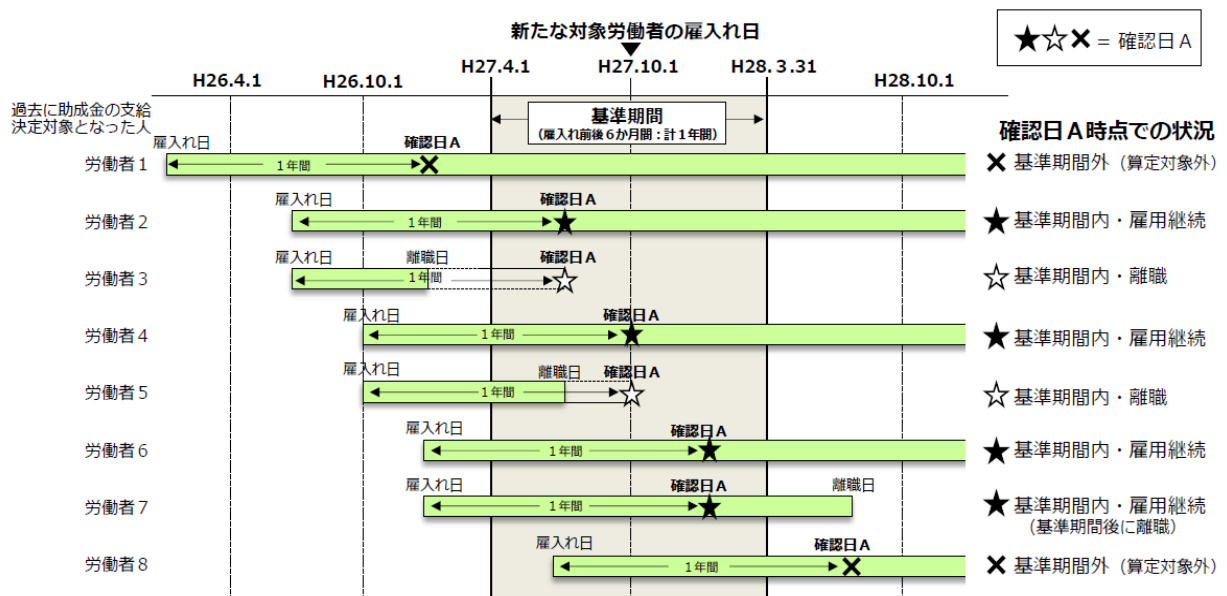 新たな対象労働者の雇入れ日
★☆✕ = 確認日A
H26.4.1
H26.10.1
H27.4.1
H27.10.1
H28.3.31
H28.10.1
過去に助成金の支給
決定対象となった人
基準期間
(雇入れ前後6か月間:計1年間)
確認日A時点での状況
雇入れ日
確認日A
労働者1
1年間
✕ 基準期間外(算定対象外)
雇入れ日
確認日A
労働者2
1年間
★ 基準期間内・雇用継続
雇入れ日
離職日
確認日A
労働者3
1年間
☆ 基準期間内・離職
雇入れ日
確認日A
労働者4
1年間
★ 基準期間内・雇用継続
雇入れ日
離職日
確認日A
労働者5
1年間
☆ 基準期間内・離職
雇入れ日
確認日A
労働者6
1年間
★ 基準期間内・雇用継続
雇入れ日
確認日A
離職日
労働者7
1年間
★ 基準期間内・雇用継続
(基準期間後に離職)
雇入れ日
確認日A
労働者8
1年間
✕ 基準期間外(算定対象外)